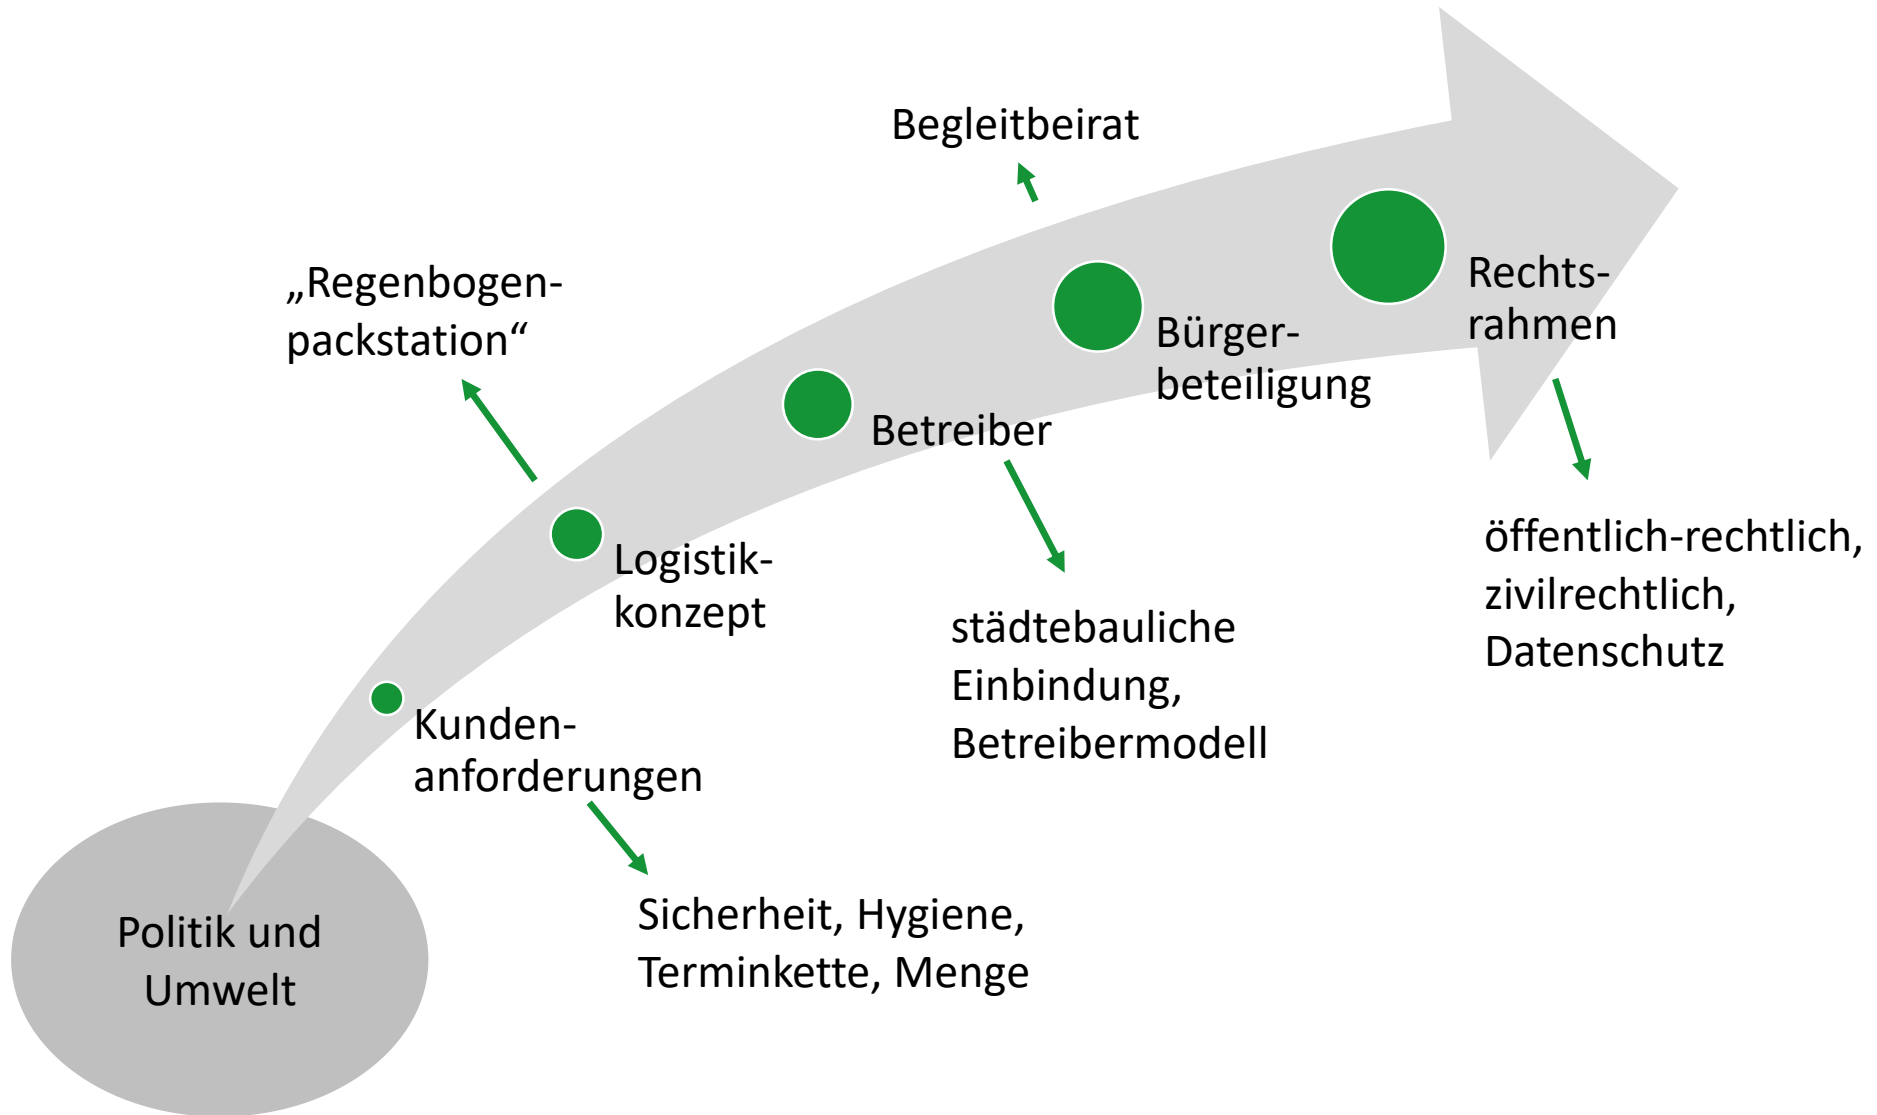 Begleitbeirat
„Regenbogen-
packstation“
Rechts-
rahmen
Bürger-
beteiligung
Betreiber
Logistik-
konzept
öffentlich-rechtlich,
zivilrechtlich,
Datenschutz
städtebauliche
Einbindung,
Betreibermodell
Kunden-
anforderungen
Sicherheit, Hygiene,
Terminkette, Menge
Politik und
Umwelt